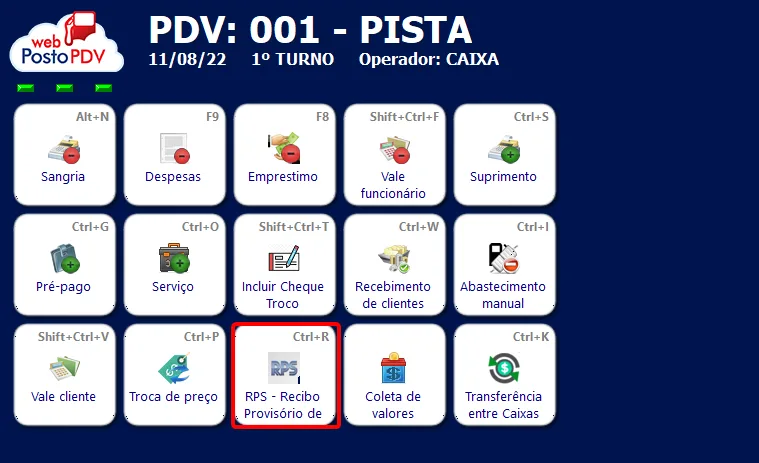 web
PostoPDV
PDV: 001 - PISTA
11/08/22 1º TURNO Operador: CAIXA
Alt+N
Sangria
F9
Despesas
F8
Emprestimo
Shift+Ctrl+F
Vale
funcionário
Ctrl+S
Suprimento
Ctrl+G
Pré-pago
Ctrl+O
Serviço
Shift+Ctrl+T
Incluir Cheque
Troco
Ctrl+W
Recebimento
de clientes
Ctrl+I
Abastecimento
manual
Shift+Ctrl+V
Vale cliente
Ctrl+P
Troca de preço
Ctrl+R
RPS
RPS - Recibo
Provisório de
Coleta de
valores
Ctrl+K
Transferência
entre Caixas